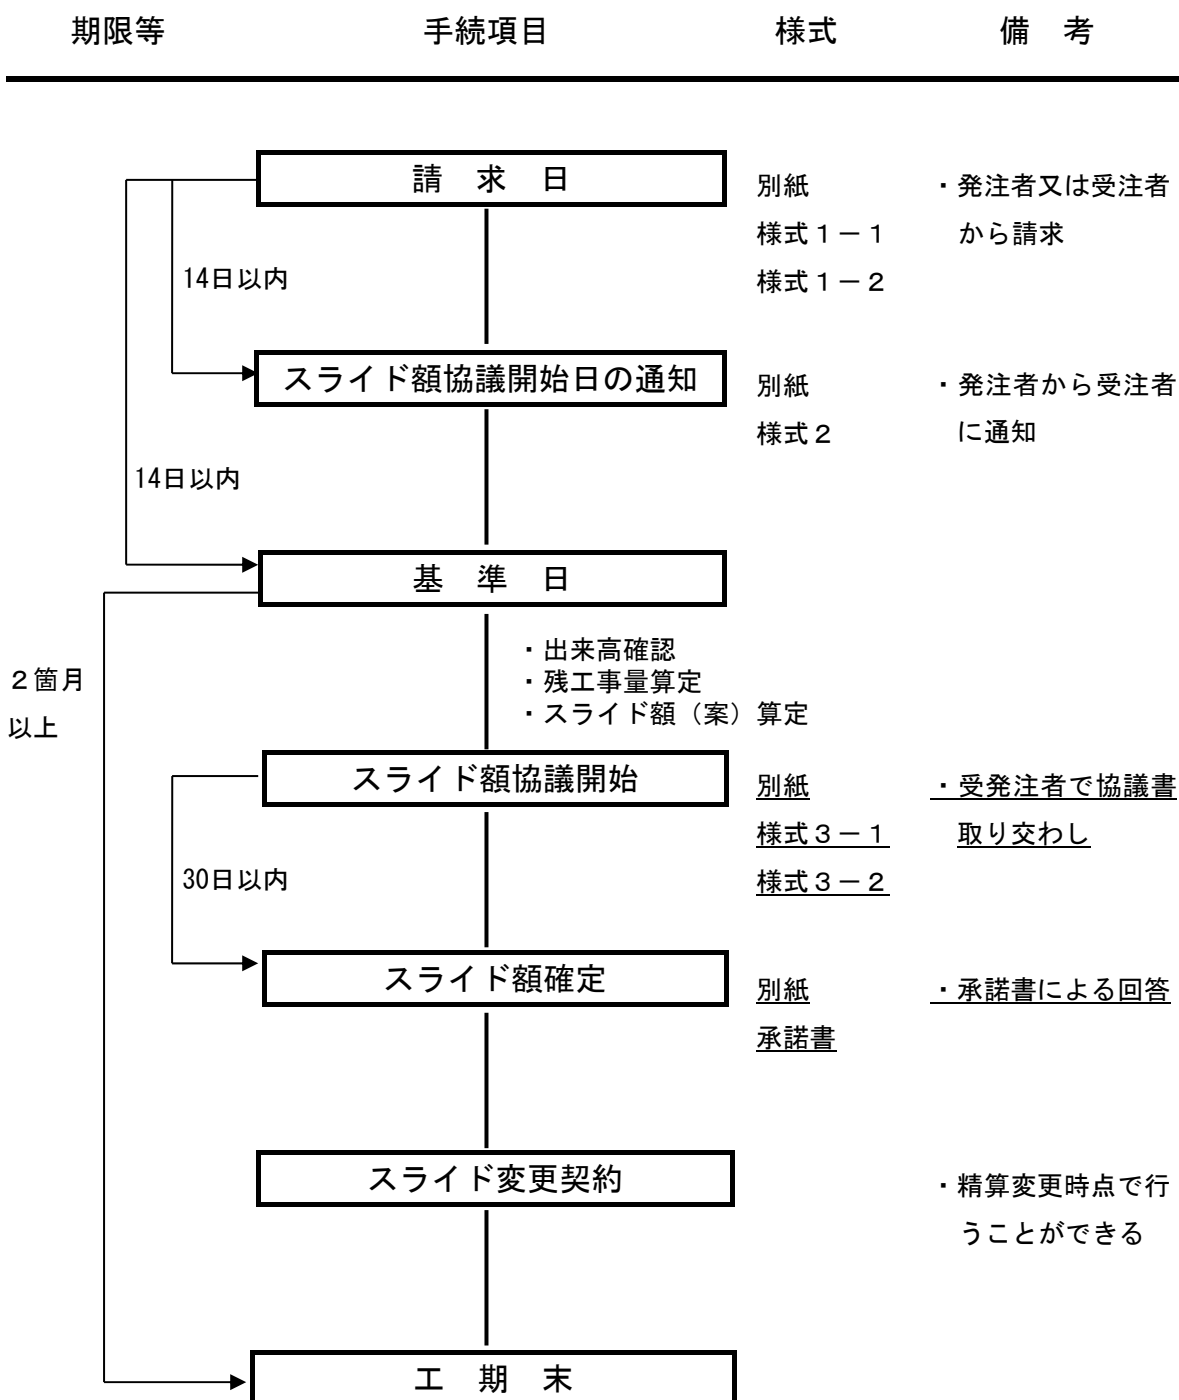 期限等　手続項目　様式　備　考
請　求　日
別紙
様式１－１
様式１－２
・発注者又は受注者
から請求
14日以内
スライド額協議開始日の通知
別紙
様式２
・発注者から受注者
に通知
14日以内
基　準　日
２箇月
以上
・出来高確認
・残工事量算定
・スライド額（案）算定
スライド額協議開始
別紙
様式３－１
様式３－２
・受発注者で協議書
取り交わし
30日以内
スライド額確定
別紙
承諾書
・承諾書による回答
スライド変更契約
・精算変更時点で行
うことができる
工　期　末